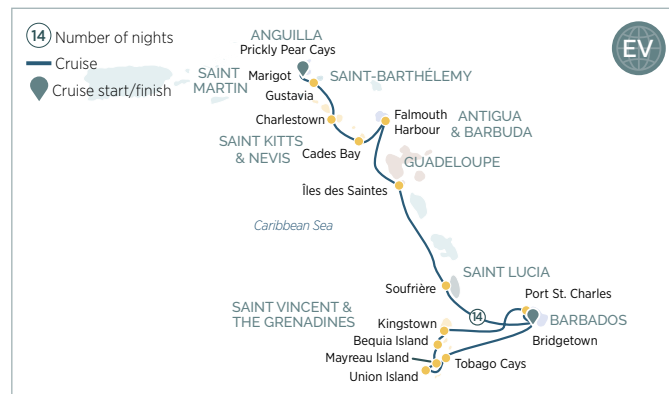 14 Number of nights
Cruise
Cruise start/finish
EV
ANGUILLA
Prickly Pear Cays
SAINT
MARTIN
Marigot
SAINT-BARTHÉLEMY
Gustavia
Charlestown
SAINT KITTS
& NEVIS
Cades Bay
Falmouth
Harbour
ANTIGUA
& BARBUDA
GUADELOUPE
Îles des Saintes
Caribbean Sea
SAINT LUCIA
Soufrière
Port St. Charles
14
BARBADOS
Bridgetown
SAINT VINCENT &
THE GRENADINES
Kingstown
Bequia Island
Mayreau Island
Tobago Cays
Union Island